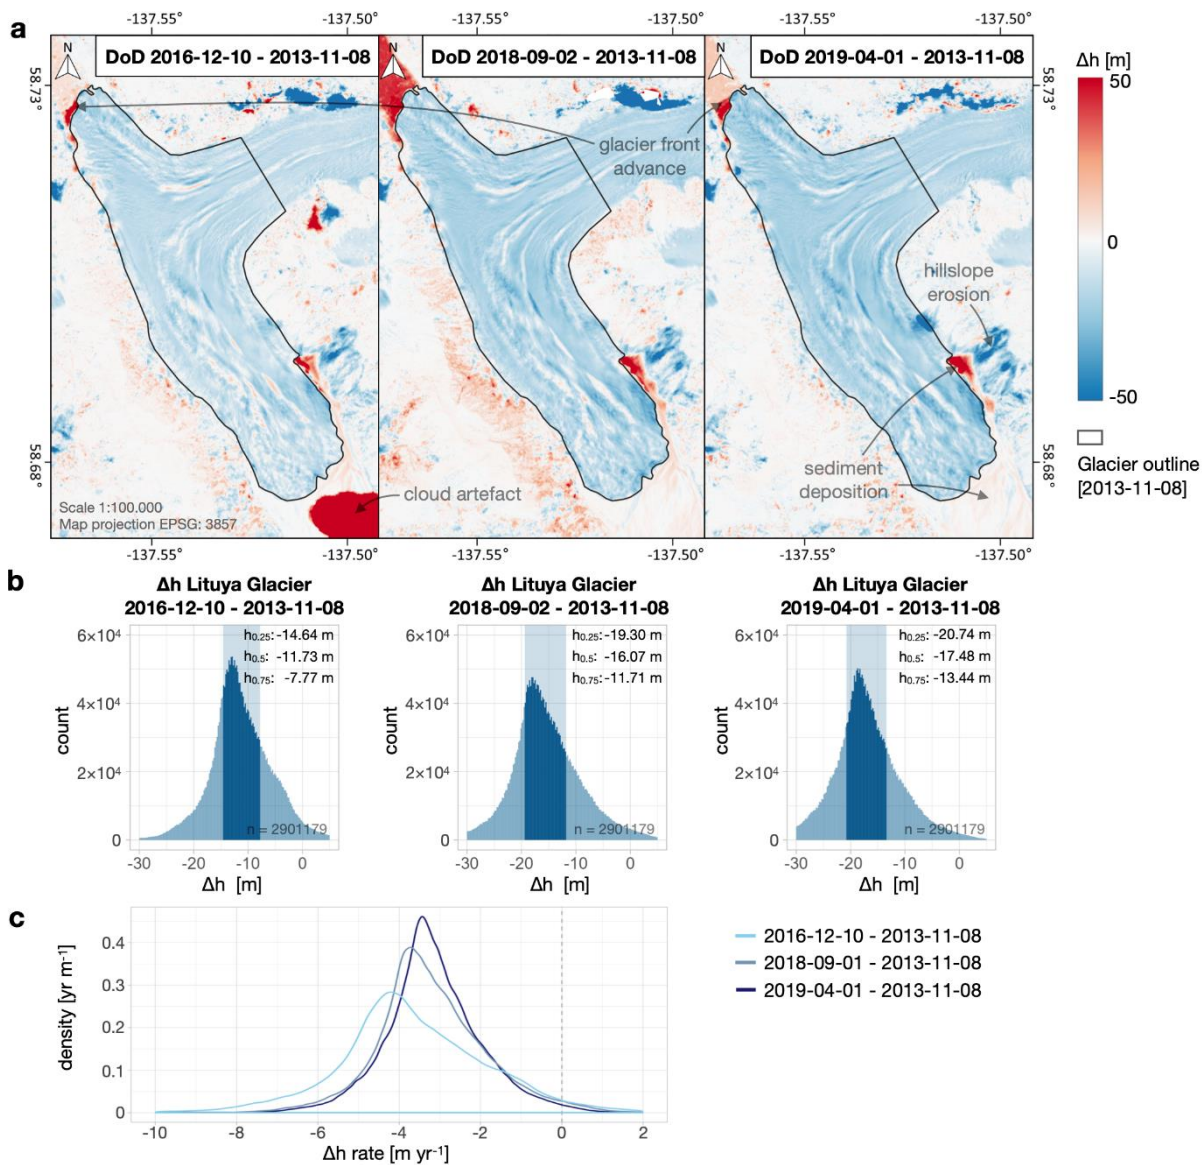 a
-137.55°
-137.50°
-137.55°
-137.50°
-137.55°
-137.50°
N
DoD 2016-12-10 - 2013-11-08
N
DoD 2018-09-02 - 2013-11-08
N
DoD 2019-04-01 - 2013-11-08
58.73°
58.73°
Δh [m]
50
0
-50
glacier front
advance
hillslope
erosion
sediment
deposition
cloud artefact
58.68°
58.68°
Glacier outline
[2013-11-08]
Scale 1:100.000
Map projection EPSG: 3857
-137.55°
-137.50°
-137.55°
-137.50°
-137.55°
-137.50°
b
Δh Lituya Glacier
2016-12-10 - 2013-11-08
6×10⁴
4×10⁴
2×10⁴
0
count
h0.25: -14.64 m
h0.5: -11.73 m
h0.75: -7.77 m
n = 2901179
-30
-20
-10
0
Δh [m]
Δh Lituya Glacier
2018-09-02 - 2013-11-08
6×10⁴
4×10⁴
2×10⁴
0
count
h0.25: -19.30 m
h0.5: -16.07 m
h0.75: -11.71 m
n = 2901179
-30
-20
-10
0
Δh [m]
Δh Lituya Glacier
2019-04-01 - 2013-11-08
6×10⁴
4×10⁴
2×10⁴
0
count
h0.25: -20.74 m
h0.5: -17.48 m
h0.75: -13.44 m
n = 2901179
-30
-20
-10
0
Δh [m]
c
0.4
0.3
0.2
0.1
0
density [yr m⁻¹]
-10
-8
-6
-4
-2
0
2
Δh rate [m yr⁻¹]
2016-12-10 - 2013-11-08
2018-09-01 - 2013-11-08
2019-04-01 - 2013-11-08